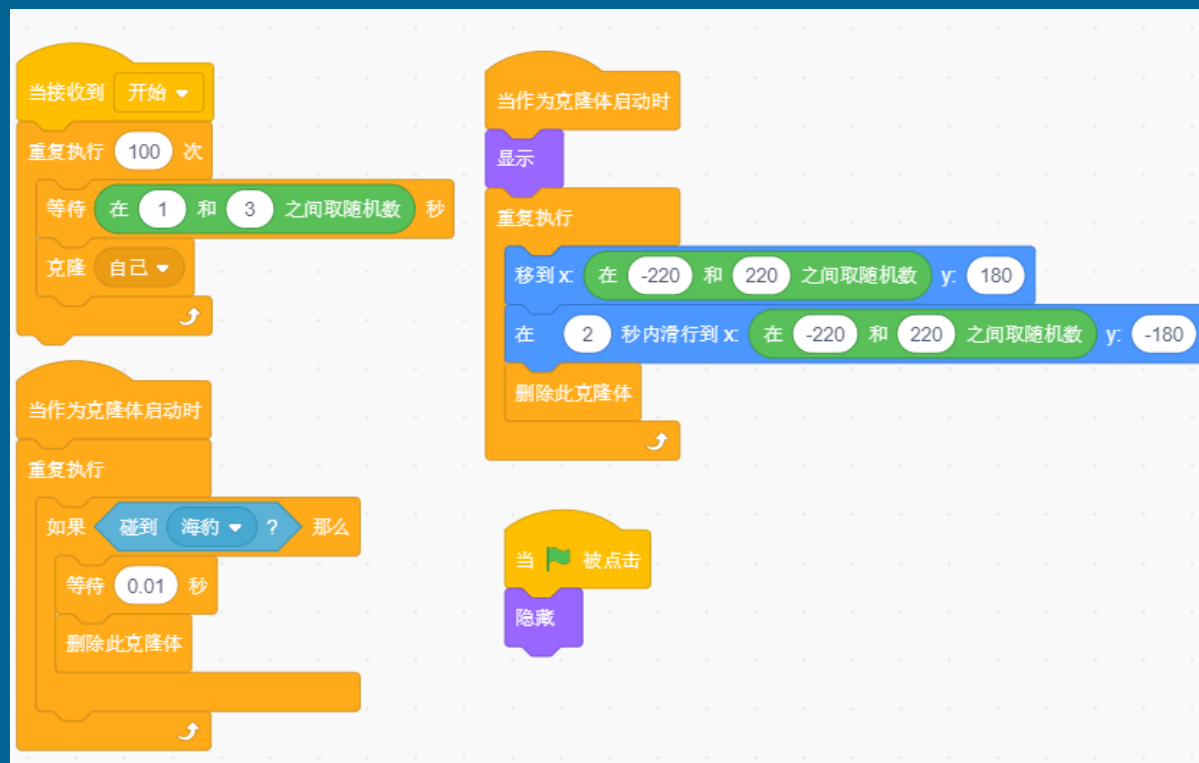 当接收到 开始
重复执行 100 次
等待 在 1 和 3 之间取随机数 秒
克隆 自己
当作为克隆体启动时
重复执行
如果 碰到 海豹 ? 那么
等待 0.01 秒
删除此克隆体
当作为克隆体启动时
显示
重复执行
移到 x: 在 -220 和 220 之间取随机数 y: 180
在 2 秒内滑行到 x: 在 -220 和 220 之间取随机数 y: -180
删除此克隆体
当 被点击
隐藏